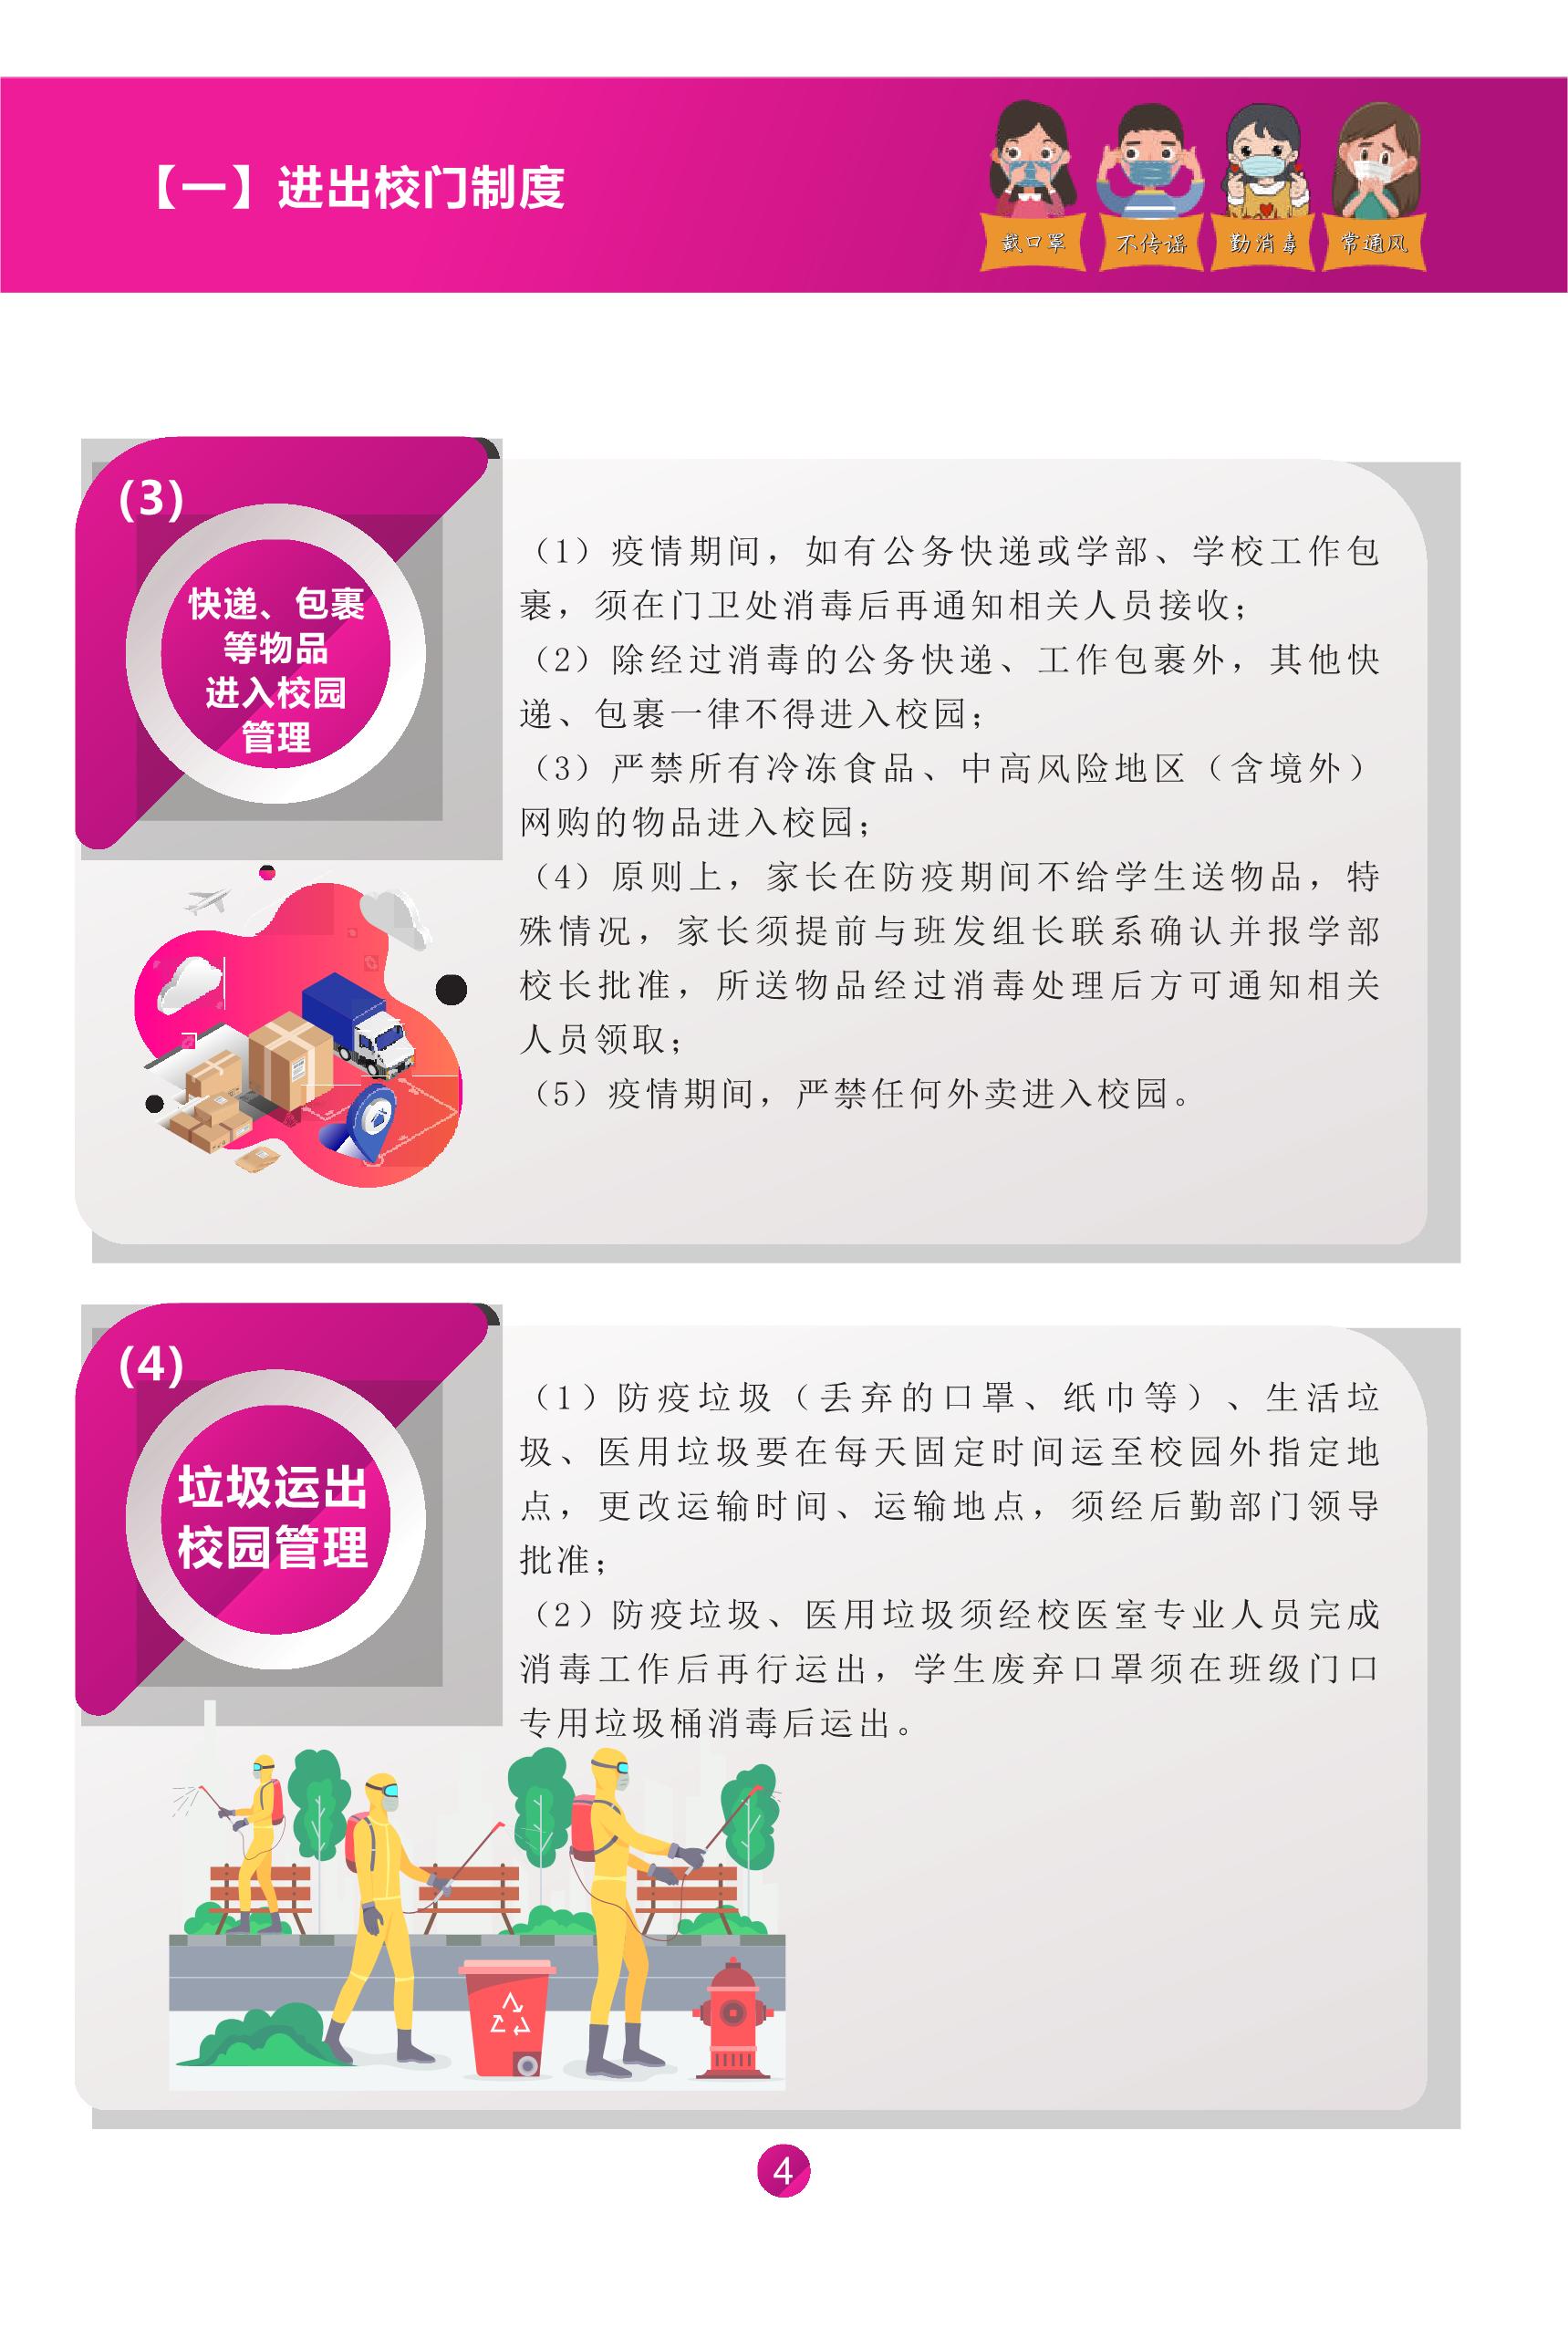 【一】进出校门制度
戴口罩
不传谣
勤消毒
常通风
(3)
快递、包裹
等物品
进入校园
管理
（1）疫情期间，如有公务快递或学部、学校工作包
裹，须在门卫处消毒后再通知相关人员接收；
（2）除经过消毒的公务快递、工作包裹外，其他快
递、包裹一律不得进入校园；
（3）严禁所有冷冻食品、中高风险地区（含境外）
网购的物品进入校园；
（4）原则上，家长在防疫期间不给学生送物品，特
殊情况，家长须提前与班发组长联系确认并报学部
校长批准，所送物品经过消毒处理后方可通知相关
人员领取；
（5）疫情期间，严禁任何外卖进入校园。
(4)
垃圾运出
校园管理
（1）防疫垃圾（丢弃的口罩、纸巾等）、生活垃
圾、医用垃圾要在每天固定时间运至校园外指定地
点，更改运输时间、运输地点，须经后勤部门领导
批准；
（2）防疫垃圾、医用垃圾须经校医室专业人员完成
消毒工作后再行运出，学生废弃口罩须在班级门口
专用垃圾桶消毒后运出。
4